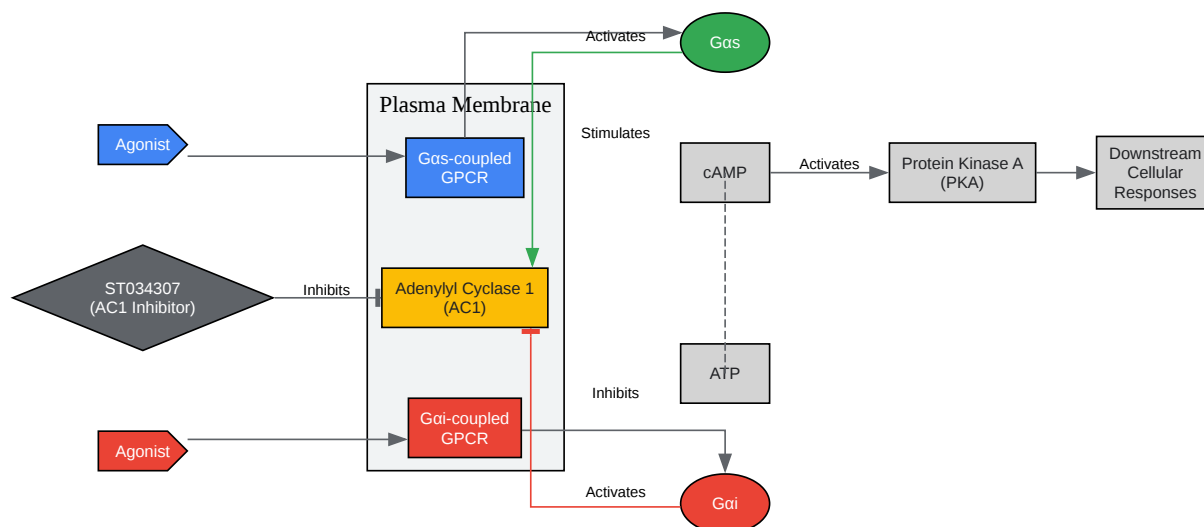 Activates
Gαs
Plasma Membrane
Agonist
Stimulates
Gαs-coupled
GPCR
cAMP
Activates
Protein Kinase A
(PKA)
Downstream
Cellular
Responses
ST034307
(AC1 Inhibitor)
Inhibits
Adenylyl Cyclase 1
(AC1)
ATP
Inhibits
Agonist
Gαi-coupled
GPCR
Activates
Gαi